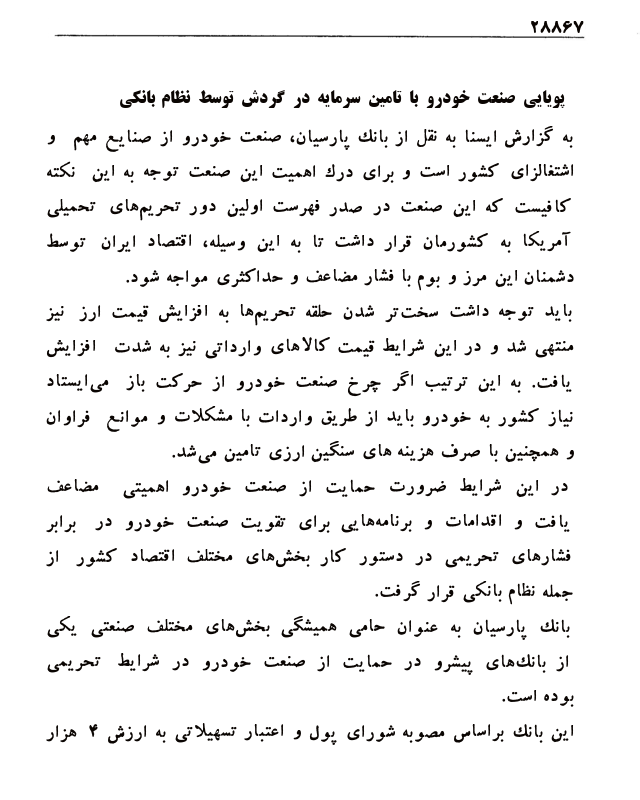 ۲۸۸۶۷
پویایی صنعت خودرو با تامین سرمایه در گردش توسط نظام بانکی
به گزارش ایسنا به نقل از بانك پارسیان، صنعت خودرو از صنایع مهم و
اشتغالزای کشور است و برای درك اهمیت این صنعت توجه به این نکته
کافیست که این صنعت در صدر فهرست اولین دور تحریم‌های تحمیلی
آمریکا به کشورمان قرار داشت تا به این وسیله، اقتصاد ایران توسط
دشمنان این مرز و بوم با فشار مضاعف و حداکثری مواجه شود.
باید توجه داشت سخت‌تر شدن حلقه تحریم‌ها به افزایش قیمت ارز نیز
منتهی شد و در این شرایط قیمت کالاهای وارداتی نیز به شدت افزایش
یافت. به این ترتیب اگر چرخ صنعت خودرو از حرکت باز می‌ایستاد
نیاز کشور به خودرو باید از طریق واردات با مشکلات و موانع فراوان
و همچنین با صرف هزینه های سنگین ارزی تامین می‌شد.
در این شرایط ضرورت حمایت از صنعت خودرو اهمیتی مضاعف
یافت و اقدامات و برنامه‌هایی برای تقویت صنعت خودرو در برابر
فشارهای تحریمی در دستور کار بخش‌های مختلف اقتصاد کشور از
جمله نظام بانکی قرار گرفت.
بانك پارسیان به عنوان حامی همیشگی بخش‌های مختلف صنعتی یکی
از بانك‌های پیشرو در حمایت از صنعت خودرو در شرایط تحریمی
بوده است.
این بانك براساس مصوبه شورای پول و اعتبار تسهیلاتی به ارزش ۴ هزار